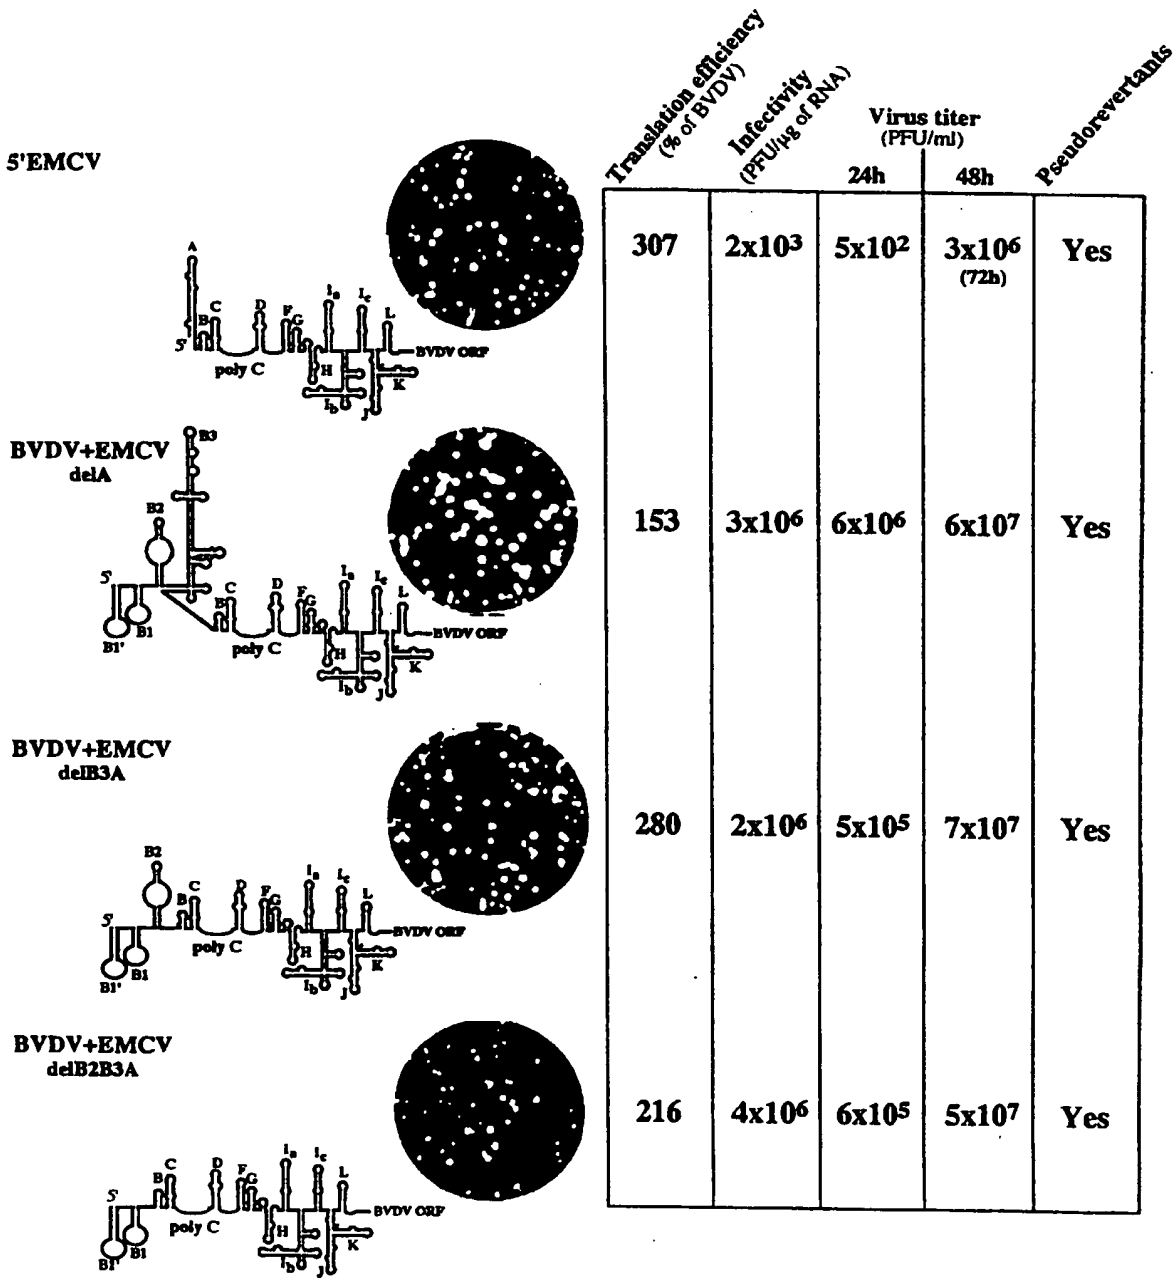 Translation efficiency
(% of BVDV)
Infectivity
(PFU/µg of RNA)
Virus titer
(PFU/ml)
24h
48h
Pseudorevertants
5'EMCV
A
B
C
D
F
G
Ia
Ic
L
5'
poly C
H
Ib
J
K
BVDV ORF
307
2x10³
5x10²
3x10⁶
(72h)
Yes
BVDV+EMCV
delA
B3
B2
5'
B1'
B1
B
C
D
F
G
Ia
Ic
L
poly C
H
Ib
J
K
BVDV ORF
153
3x10⁶
6x10⁶
6x10⁷
Yes
BVDV+EMCV
delB3A
B2
5'
B1'
B1
B
C
D
F
G
Ia
Ic
L
poly C
H
Ib
J
K
BVDV ORF
280
2x10⁶
5x10⁵
7x10⁷
Yes
BVDV+EMCV
delB2B3A
5'
B1'
B1
B
C
D
F
G
Ia
Ic
L
poly C
H
Ib
J
K
BVDV ORF
216
4x10⁶
6x10⁵
5x10⁷
Yes